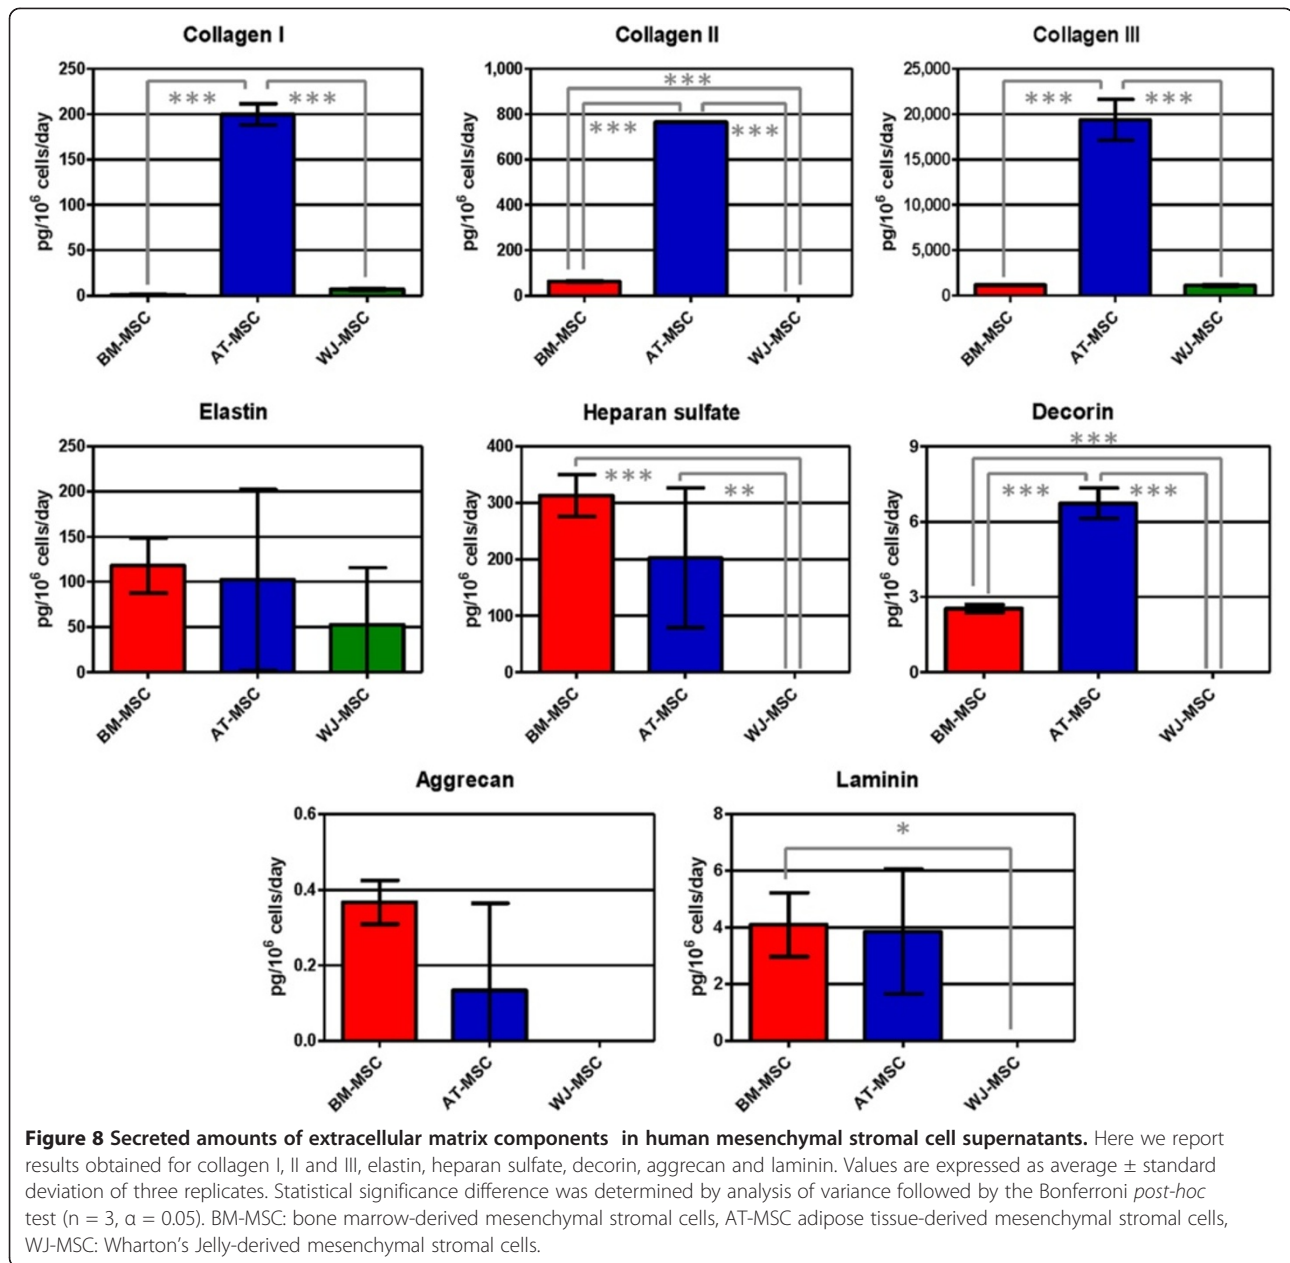 Collagen I
250
200
150
100
50
0
pg/10⁶ cells/day
***
***
BM-MSC
AT-MSC
WJ-MSC
Collagen II
1,000
800
600
400
200
0
pg/10⁶ cells/day
***
***
***
BM-MSC
AT-MSC
WJ-MSC
Collagen III
25,000
20,000
15,000
10,000
5,000
0
pg/10⁶ cells/day
***
***
BM-MSC
AT-MSC
WJ-MSC
Elastin
250
200
150
100
50
0
pg/10⁶ cells/day
BM-MSC
AT-MSC
WJ-MSC
Heparan sulfate
400
300
200
100
0
pg/10⁶ cells/day
***
**
BM-MSC
AT-MSC
WJ-MSC
Decorin
9
6
3
0
pg/10⁶ cells/day
***
***
***
BM-MSC
AT-MSC
WJ-MSC
Aggrecan
0.6
0.4
0.2
0.0
pg/10⁶ cells/day
BM-MSC
AT-MSC
WJ-MSC
Laminin
8
6
4
2
0
pg/10⁶ cells/day
*
BM-MSC
AT-MSC
WJ-MSC
Figure 8 Secreted amounts of extracellular matrix components in human mesenchymal stromal cell supernatants. Here we report
results obtained for collagen I, II and III, elastin, heparan sulfate, decorin, aggrecan and laminin. Values are expressed as average ± standard
deviation of three replicates. Statistical significance difference was determined by analysis of variance followed by the Bonferroni post-hoc
test (n = 3, α = 0.05). BM-MSC: bone marrow-derived mesenchymal stromal cells, AT-MSC adipose tissue-derived mesenchymal stromal cells,
WJ-MSC: Wharton's Jelly-derived mesenchymal stromal cells.